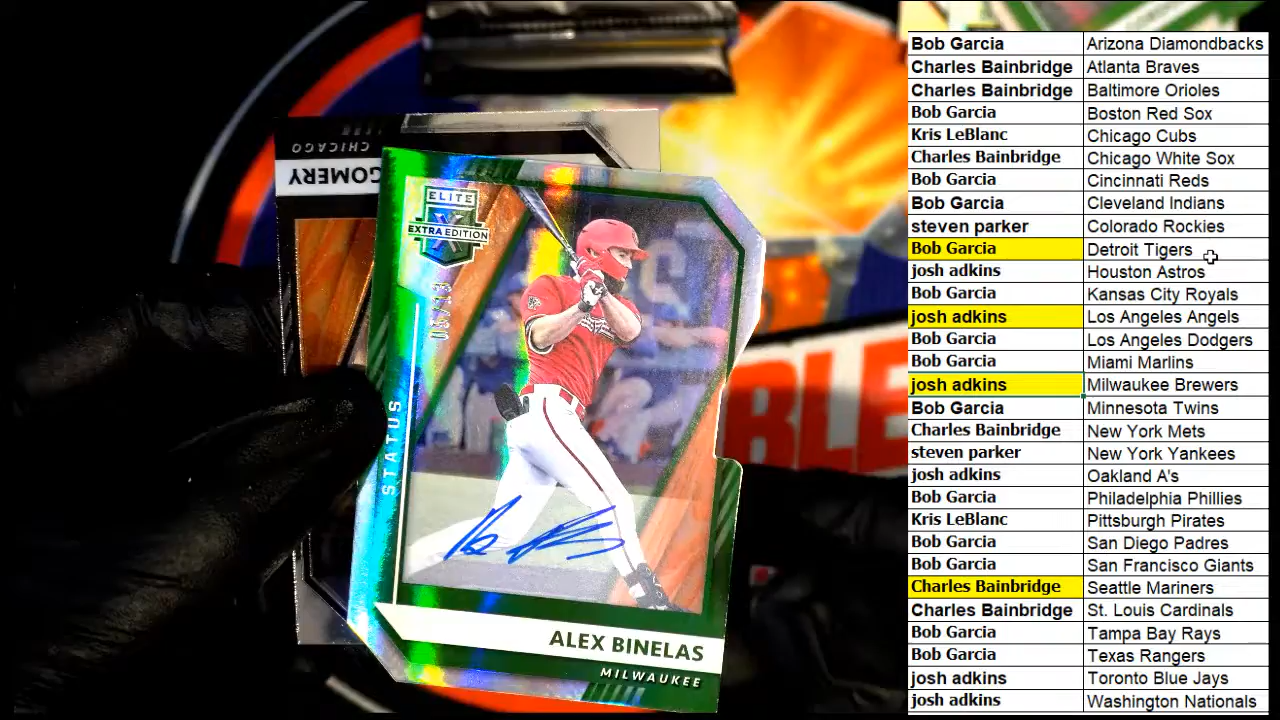 CHICAGO
GOMERY
ELITE
X
EXTRA EDITION
STATUS
ALEX BINELAS
MILWAUKEE
Bob Garcia Arizona Diamondbacks
Charles Bainbridge Atlanta Braves
Charles Bainbridge Baltimore Orioles
Bob Garcia Boston Red Sox
Kris LeBlanc Chicago Cubs
Charles Bainbridge Chicago White Sox
Bob Garcia Cincinnati Reds
Bob Garcia Cleveland Indians
steven parker Colorado Rockies
Bob Garcia Detroit Tigers
josh adkins Houston Astros
Bob Garcia Kansas City Royals
josh adkins Los Angeles Angels
Bob Garcia Los Angeles Dodgers
Bob Garcia Miami Marlins
josh adkins Milwaukee Brewers
Bob Garcia Minnesota Twins
Charles Bainbridge New York Mets
steven parker New York Yankees
josh adkins Oakland A's
Bob Garcia Philadelphia Phillies
Kris LeBlanc Pittsburgh Pirates
Bob Garcia San Diego Padres
Bob Garcia San Francisco Giants
Charles Bainbridge Seattle Mariners
Charles Bainbridge St. Louis Cardinals
Bob Garcia Tampa Bay Rays
Bob Garcia Texas Rangers
josh adkins Toronto Blue Jays
josh adkins Washington Nationals